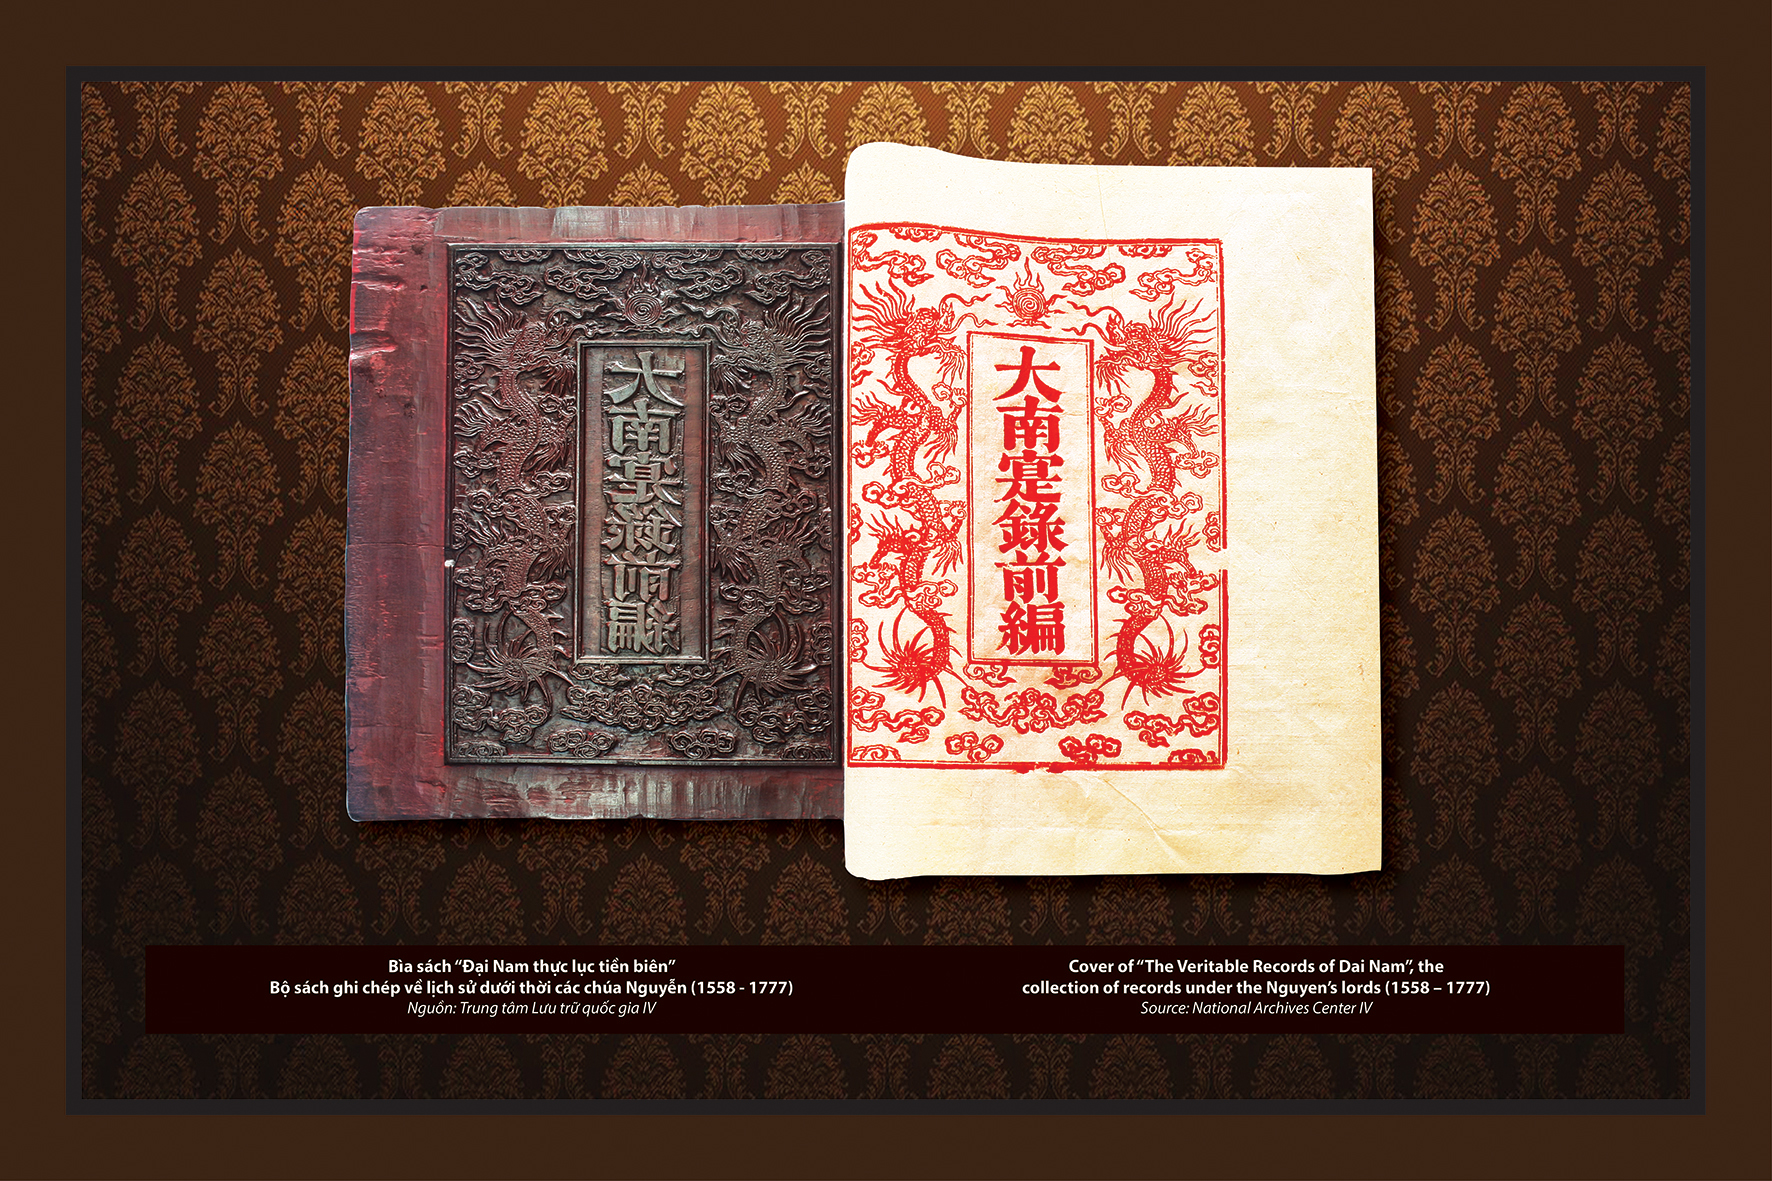 大南寔錄前編
大南寔錄前編
Bìa sách “Đại Nam thực lục tiền biên”
Bộ sách ghi chép về lịch sử dưới thời các chúa Nguyễn (1558 - 1777)
Nguồn: Trung tâm Lưu trữ quốc gia IV
Cover of “The Veritable Records of Dai Nam”, the
collection of records under the Nguyen’s lords (1558 – 1777)
Source: National Archives Center IV